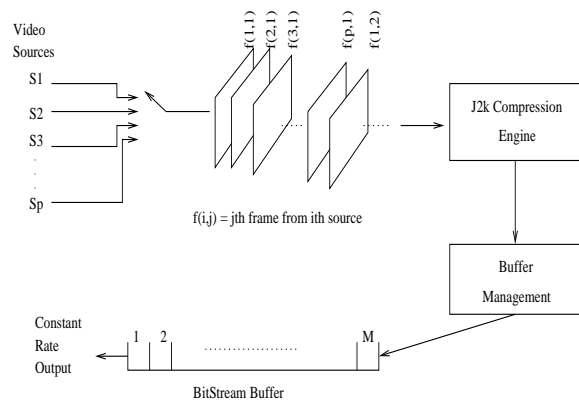 Video
Sources
S1
S2
S3
Sp
f(1,1)
f(2,1)
f(3,1)
f(p,1)
f(1,2)
J2k Compression
Engine
f(i,j) = jth frame from ith source
Buffer
Management
Constant
Rate
Output
1 2 M
BitStream Buffer